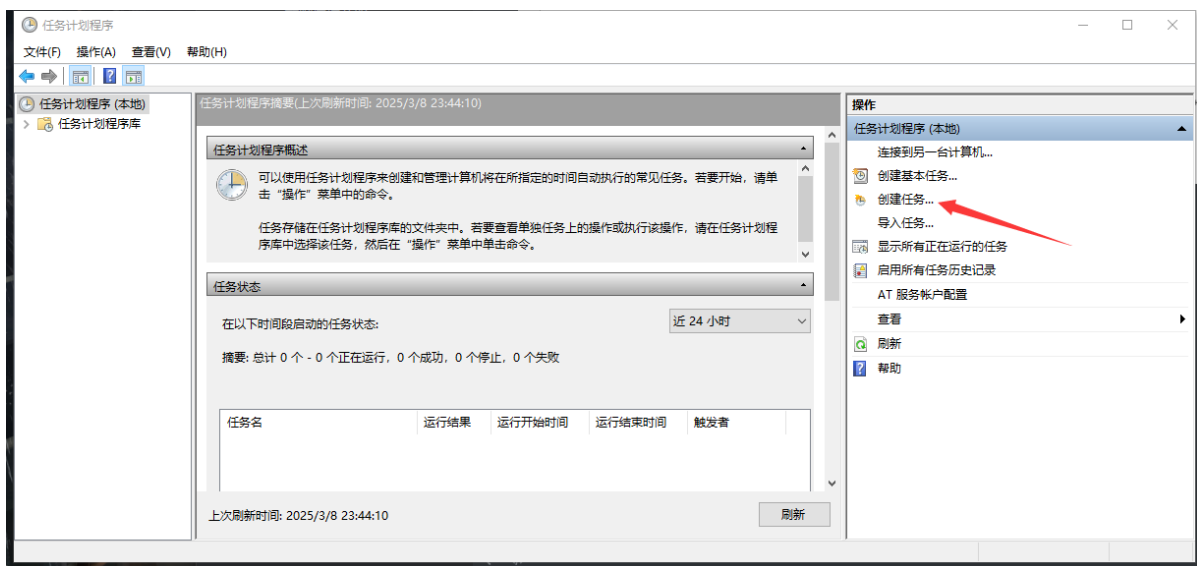 任务计划程序
文件(F) 操作(A) 查看(V) 帮助(H)
任务计划程序 (本地)
任务计划程序库
任务计划程序摘要(上次刷新时间: 2025/3/8 23:44:10)
任务计划程序概述
可以使用任务计划程序来创建和管理计算机将在所指定的时间自动执行的常见任务。若要开始，请单
击“操作”菜单中的命令。
任务存储在任务计划程序库的文件夹中。若要查看单独任务上的操作或执行该操作，请在任务计划程
序库中选择该任务，然后在“操作”菜单中单击命令。
任务状态
在以下时间段启动的任务状态:
近 24 小时
摘要: 总计 0 个 - 0 个正在运行，0 个成功，0 个停止，0 个失败
任务名 运行结果 运行开始时间 运行结束时间 触发者
上次刷新时间: 2025/3/8 23:44:10
刷新
操作
任务计划程序 (本地)
连接到另一台计算机...
创建基本任务...
创建任务...
导入任务...
显示所有正在运行的任务
启用所有任务历史记录
AT 服务帐户配置
查看
刷新
帮助